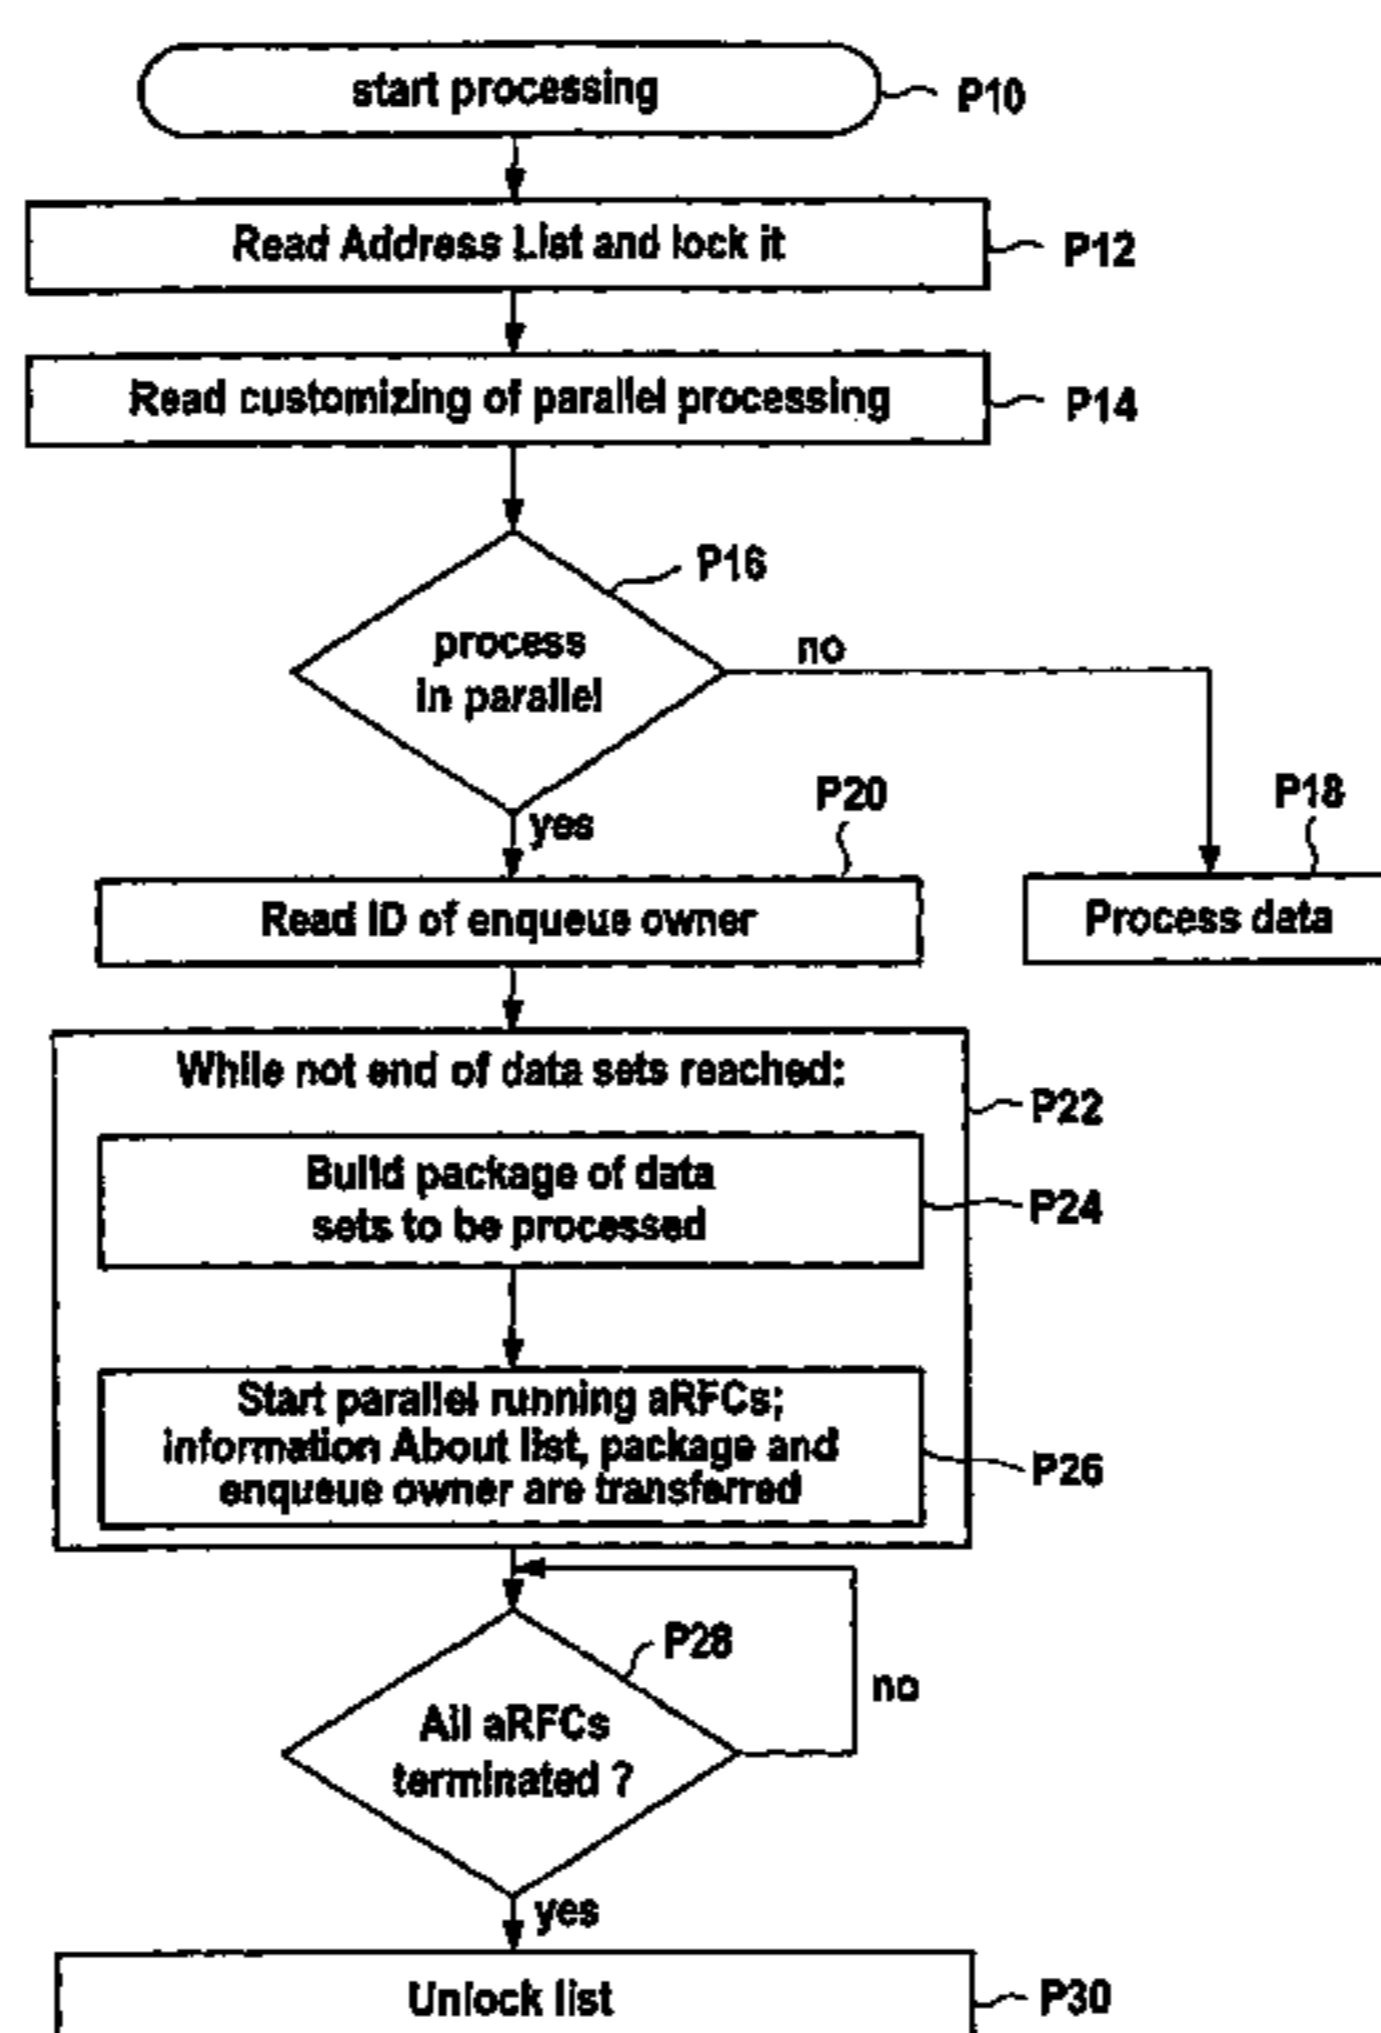 start processing
P10
Read Address List and lock it
P12
Read customizing of parallel processing
P14
P16
process
in parallel
no
yes
P20
P18
Read ID of enqueue owner
Process data
While not end of data sets reached:
P22
Build package of data
sets to be processed
P24
Start parallel running aRFCs;
information About list, package and
enqueue owner are transferred
P26
P28
All aRFCs
terminated ?
no
yes
Unlock list
P30